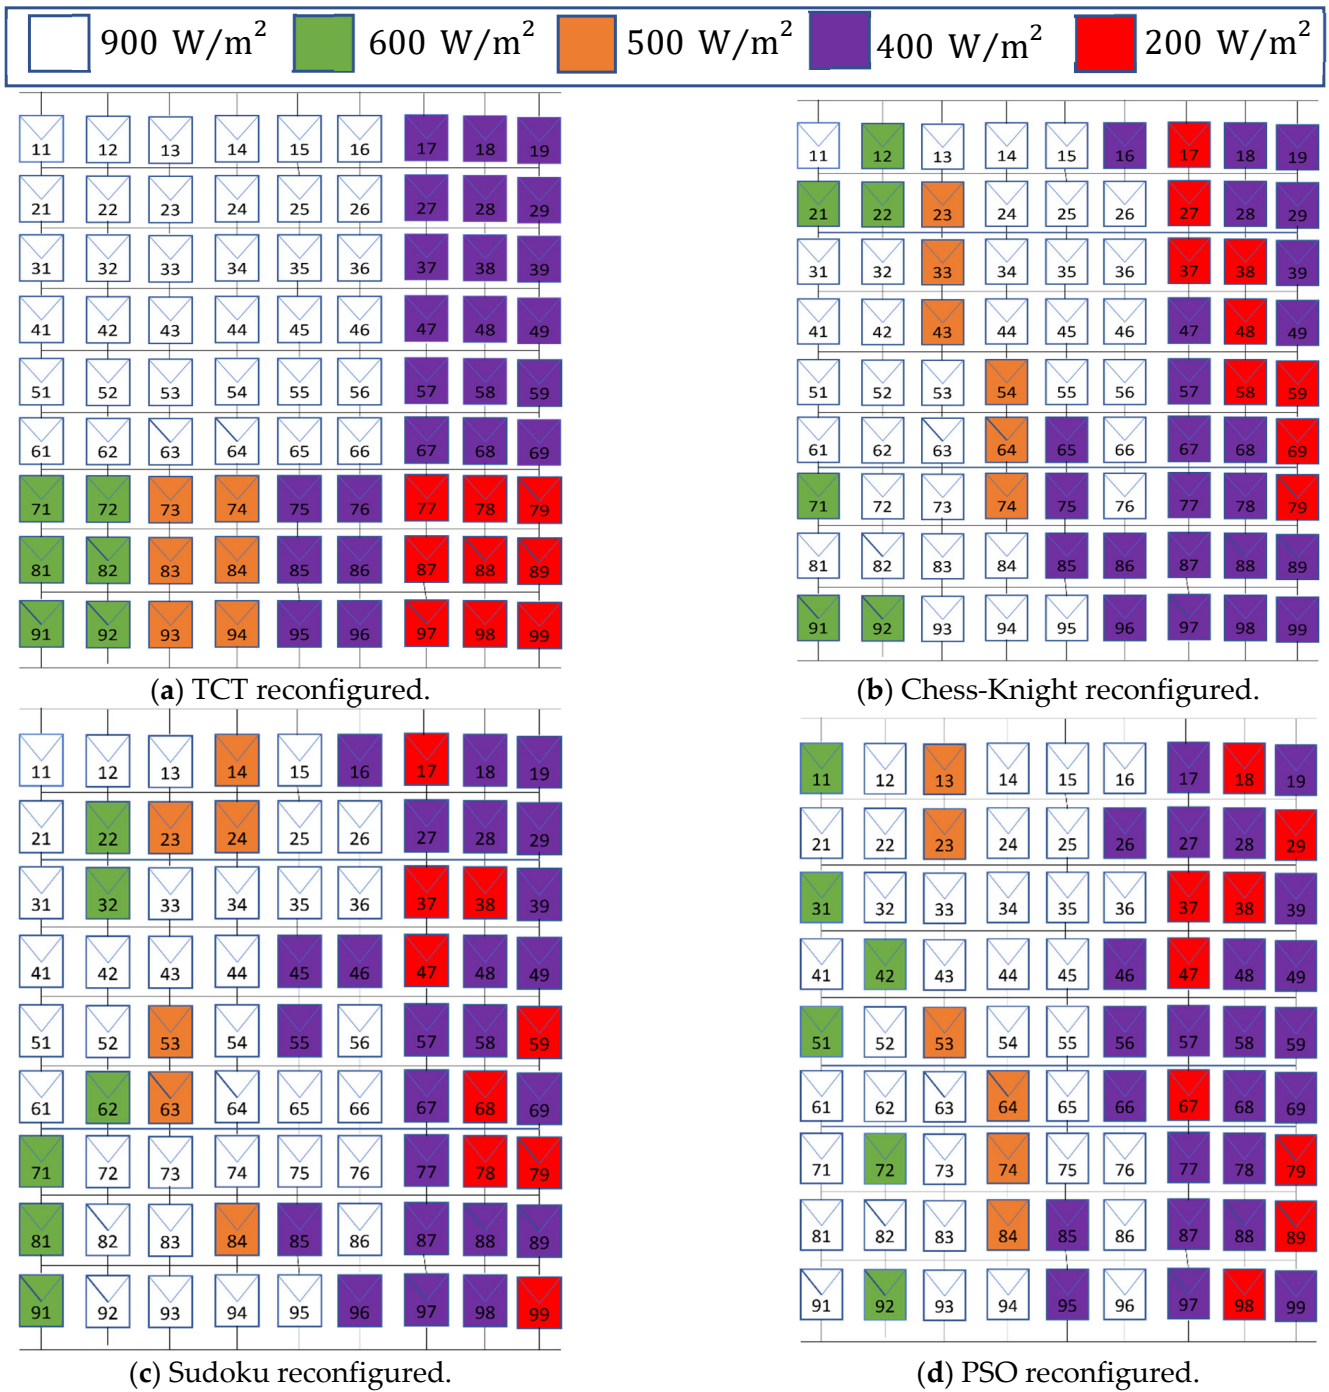 900 W/m² 600 W/m² 500 W/m² 400 W/m² 200 W/m²
11 12 13 14 15 16 17 18 19
21 22 23 24 25 26 27 28 29
31 32 33 34 35 36 37 38 39
41 42 43 44 45 46 47 48 49
51 52 53 54 55 56 57 58 59
61 62 63 64 65 66 67 68 69
71 72 73 74 75 76 77 78 79
81 82 83 84 85 86 87 88 89
91 92 93 94 95 96 97 98 99
(a) TCT reconfigured.
11 12 13 14 15 16 17 18 19
21 22 23 24 25 26 27 28 29
31 32 33 34 35 36 37 38 39
41 42 43 44 45 46 47 48 49
51 52 53 54 55 56 57 58 59
61 62 63 64 65 66 67 68 69
71 72 73 74 75 76 77 78 79
81 82 83 84 85 86 87 88 89
91 92 93 94 95 96 97 98 99
(b) Chess-Knight reconfigured.
11 12 13 14 15 16 17 18 19
21 22 23 24 25 26 27 28 29
31 32 33 34 35 36 37 38 39
41 42 43 44 45 46 47 48 49
51 52 53 54 55 56 57 58 59
61 62 63 64 65 66 67 68 69
71 72 73 74 75 76 77 78 79
81 82 83 84 85 86 87 88 89
91 92 93 94 95 96 97 98 99
(c) Sudoku reconfigured.
11 12 13 14 15 16 17 18 19
21 22 23 24 25 26 27 28 29
31 32 33 34 35 36 37 38 39
41 42 43 44 45 46 47 48 49
51 52 53 54 55 56 57 58 59
61 62 63 64 65 66 67 68 69
71 72 73 74 75 76 77 78 79
81 82 83 84 85 86 87 88 89
91 92 93 94 95 96 97 98 99
(d) PSO reconfigured.